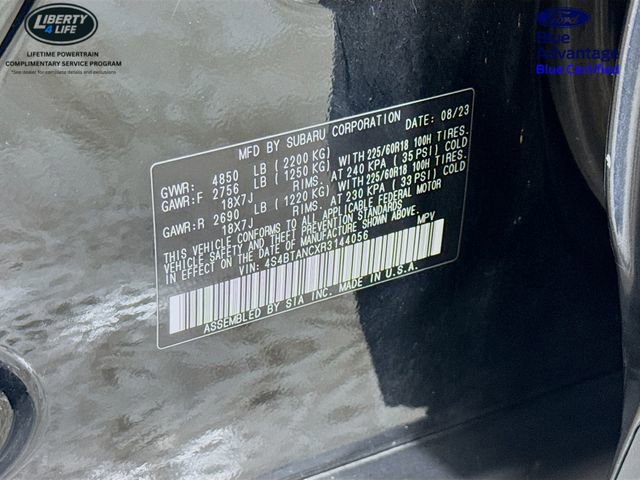 LIBERTY
4 LIFE
LIFETIME POWERTRAIN
COMPLIMENTARY SERVICE PROGRAM
*See dealer for complete details and exclusions
Ford
Blue
Advantage
Blue Certified
MFD BY SUBARU CORPORATION DATE: 08/23
GVWR: 4850 LB (2200 KG)
GAWR:F 2756 LB (1250 KG) WITH 225/60R18 100H TIRES.
18X7J RIMS. AT 240 KPA (35 PSI) COLD
GAWR:R 2690 LB (1220 KG) WITH 225/60R18 100H TIRES.
18X7J RIMS. AT 230 KPA (33 PSI) COLD
THIS VEHICLE CONFORMS TO ALL APPLICABLE FEDERAL MOTOR
VEHICLE SAFETY AND THEFT PREVENTION STANDARDS
IN EFFECT ON THE DATE OF MANUFACTURE SHOWN ABOVE.
VIN: 4S4BTANCXR3144056 MPV
ASSEMBLED BY SIA INC. MADE IN U.S.A.